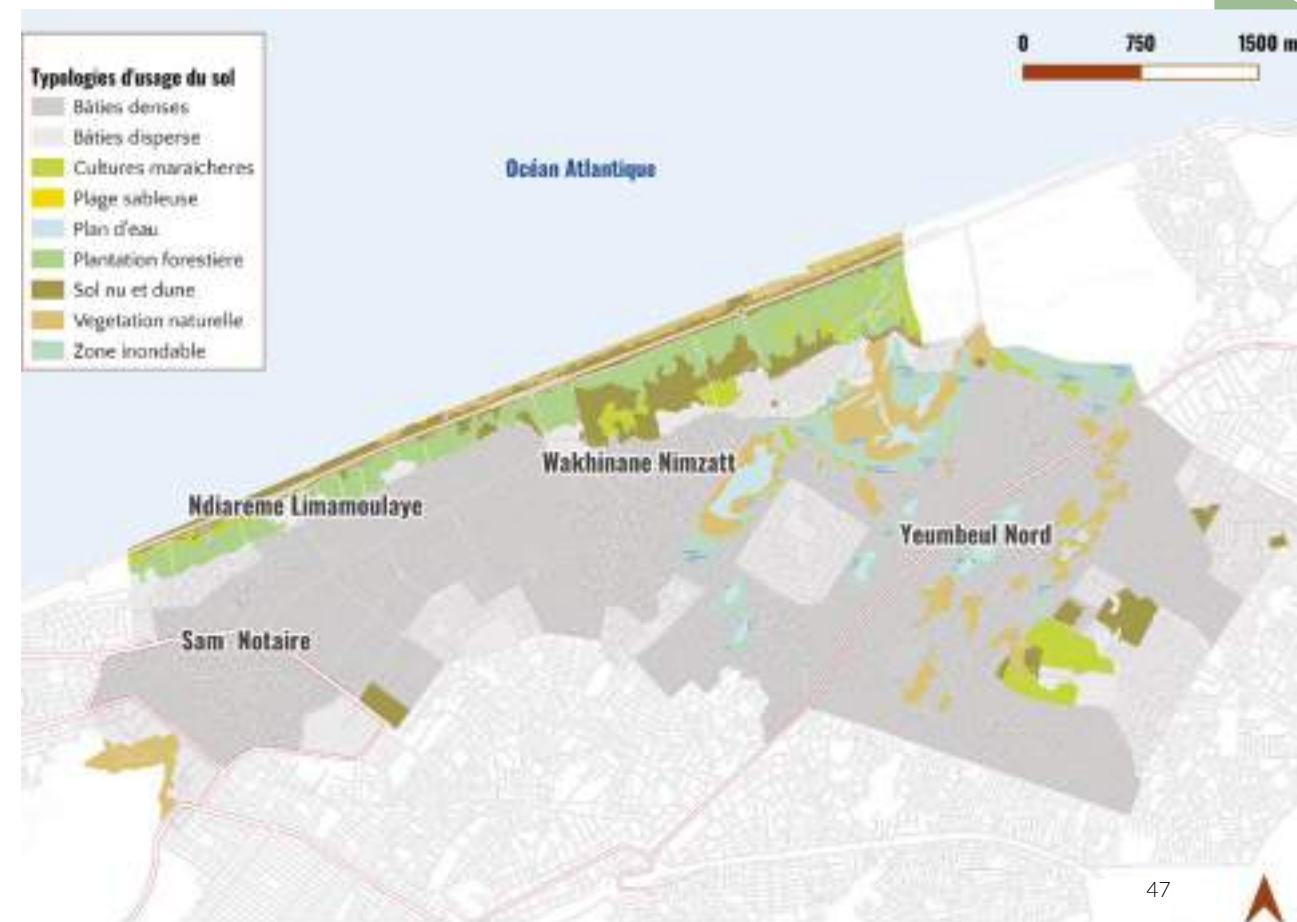 0 750 1500 m
Typologies d'usage du sol
Bâties denses
Bâties disperse
Cultures maraicheres
Plage sableuse
Plan d'eau
Plantation forestiere
Sol nu et dune
Vegetation naturelle
Zone inondable
Océan Atlantique
Wakhinane Nimzatt
Ndiareme Limamoulaye
Yeumbeul Nord
Sam Notaire
47